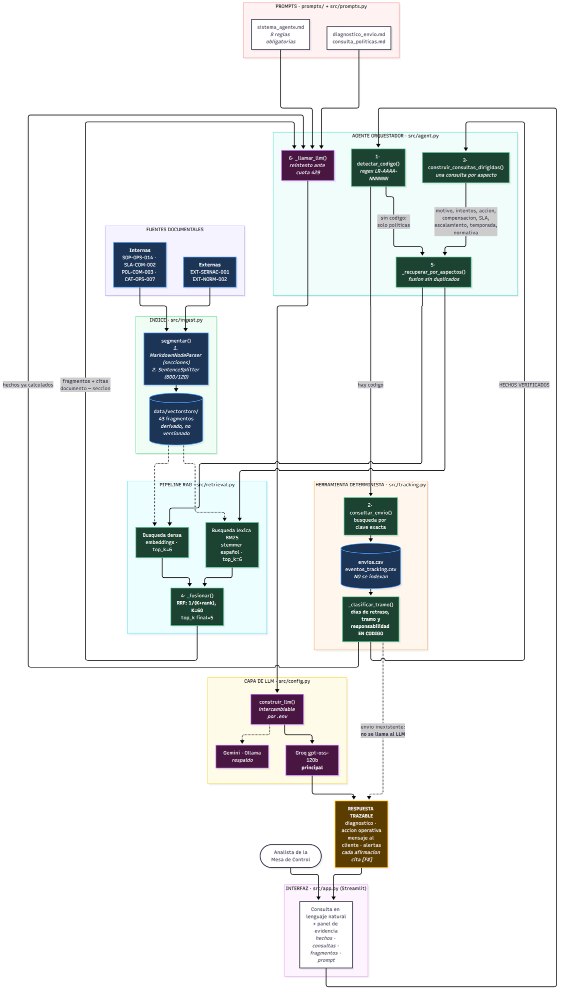 PROMPTS · prompts/ + src/prompts.py
sistema_agente.md
8 reglas
obligatorias
diagnostico_envio.md
consulta_politicas.md
AGENTE ORQUESTADOR · src/agent.py
6· _llamar_llm()
reintento ante
cuota 429
1·
detectar_codigo()
regex LR-AAAA-
NNNNNN
3·
construir_consultas_dirigidas()
una consulta por aspecto
sin codigo:
solo politicas
motivo, intentos, accion,
compensacion, SLA,
escalamiento, temporada,
normativa
5·
_recuperar_por_aspectos()
fusion sin duplicados
FUENTES DOCUMENTALES
Internas
SOP-OPS-014 ·
SLA-COM-002
POL-COM-003 ·
CAT-OPS-007
Externas
EXT-SERNAC-001
EXT-NORM-002
INDICE · src/ingest.py
segmentar()
1.
MarkdownNodeParser
(secciones)
2. SentenceSplitter
(600/120)
data/vectorstore/
43 fragmentos
derivado, no
versionado
hechos ya calculados
fragmentos + citas
documento — seccion
hay codigo
HECHOS VERIFICADOS
PIPELINE RAG · src/retrieval.py
Busqueda densa
embeddings ·
top_k=6
Busqueda lexica
BM25
stemmer
español ·
top_k=6
4· _fusionar()
RRF: 1/(K+rank),
K=60
top_k final=5
HERRAMIENTA DETERMINISTA · src/tracking.py
2·
consultar_envio()
busqueda por
clave exacta
envios.csv
eventos_tracking.csv
NO se indexan
_clasificar_tramo()
dias de retraso,
tramo y
responsabilidad
EN CODIGO
CAPA DE LLM · src/config.py
construir_llm()
intercambiable
por .env
Gemini · Ollama
respaldo
Groq gpt-oss-
120b
principal
envio inexistente:
no se llama al LLM
RESPUESTA
TRAZABLE
diagnostico ·
accion operativa
mensaje al
cliente · alertas
cada afirmacion
cita [F#]
Analista de la
Mesa de Control
INTERFAZ · src/app.py (Streamlit)
Consulta en
lenguaje natural
+ panel de
evidencia
hechos ·
consultas ·
fragmentos ·
prompt